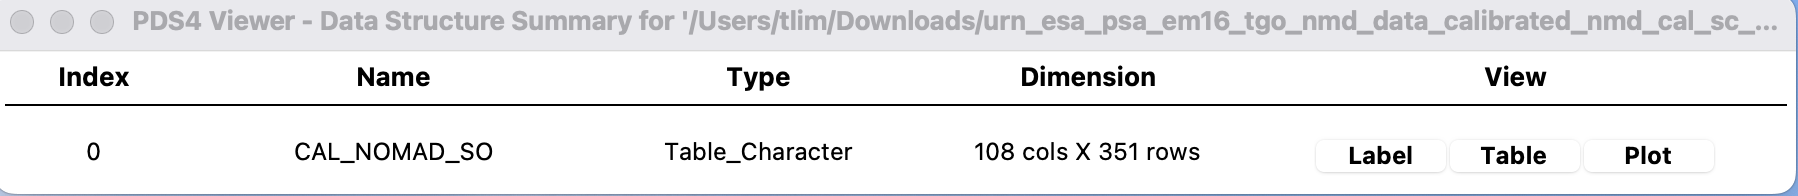 PDS4 Viewer - Data Structure Summary for '/Users/tlim/Downloads/urn_esa_psa_em16_tgo_nmd_data_calibrated_nmd_cal_sc_...
Index Name Type Dimension View
0 CAL_NOMAD_SO Table_Character 108 cols X 351 rows Label Table Plot